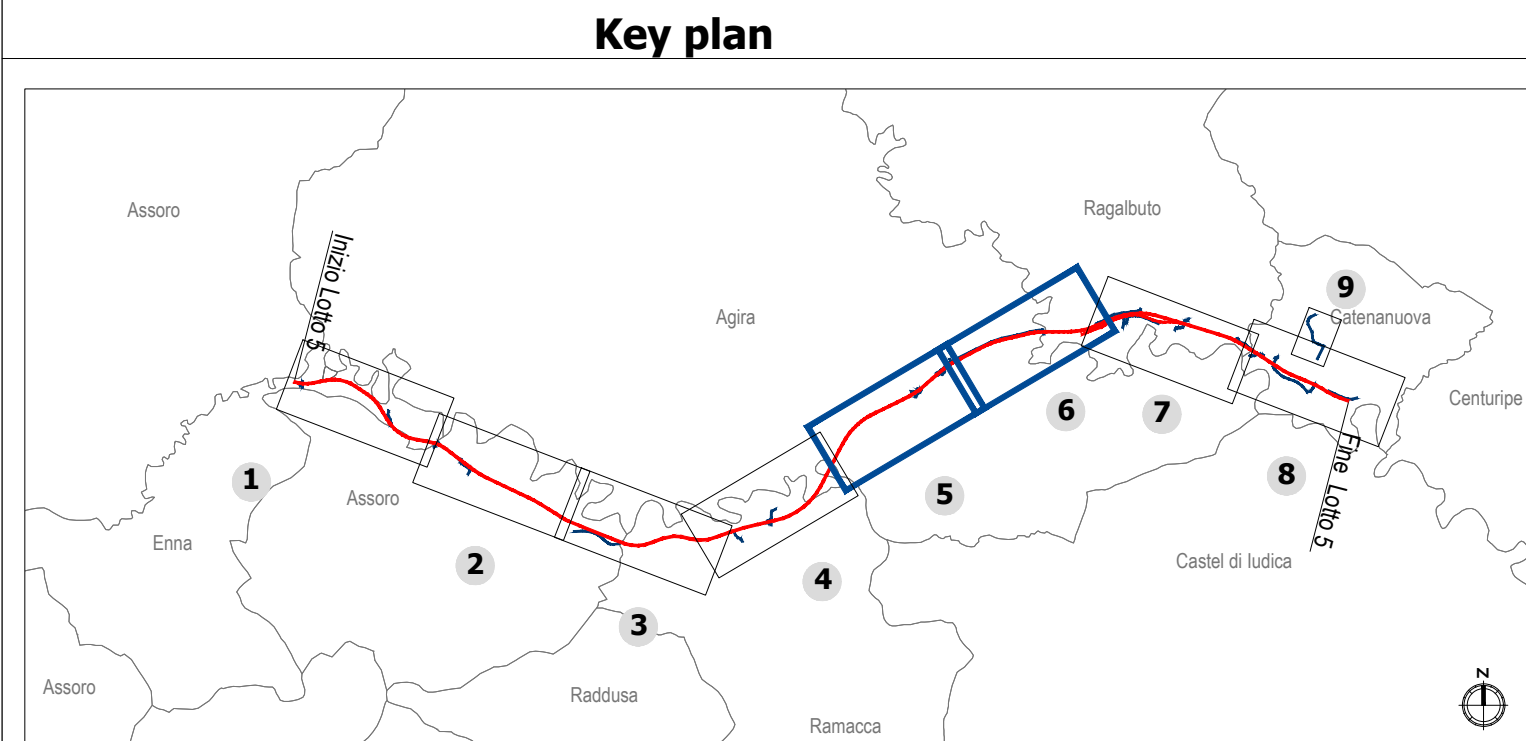 Key plan
Assoro
Ragalbuto
Inizio Lotto 5
9
Agira
Catenanuova
Centuripe
6
7
1
8
Fine Lotto 5
Assoro
5
Enna
2
Castel di Iudica
4
3
Assoro
Raddusa
Ramacca
N